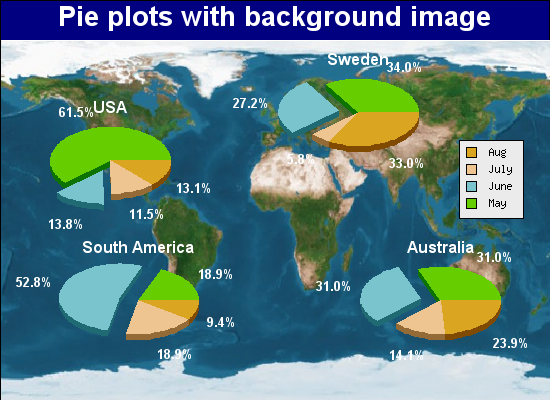 Pie plots with background image
Sweden
34.0%
27.2%
5.8%
33.0%
USA
61.5%
13.1%
11.5%
13.8%
Aug
July
June
May
South America
52.8%
18.9%
9.4%
18.9%
Australia
31.0%
31.0%
23.9%
14.1%